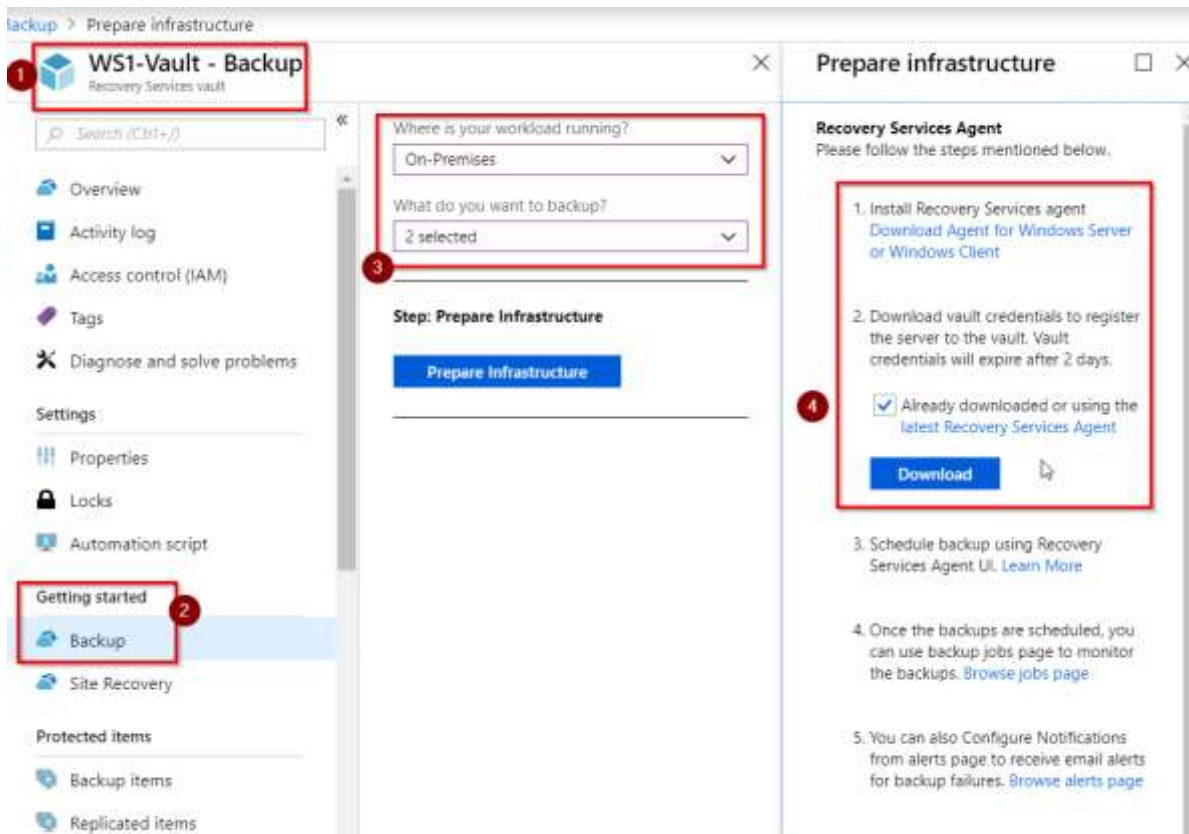 Backup > Prepare infrastructure
1
WS1-Vault - Backup
Recovery Services vault
Search (Ctrl+/)
«
Overview
Activity log
Access control (IAM)
Tags
Diagnose and solve problems
Settings
Properties
Locks
Automation script
Getting started
2
Backup
Site Recovery
Protected items
Backup items
Replicated items
Where is your workload running?
On-Premises
What do you want to backup?
2 selected
3
Step: Prepare Infrastructure
Prepare Infrastructure
Prepare infrastructure
Recovery Services Agent
Please follow the steps mentioned below.
1. Install Recovery Services agent
Download Agent for Windows Server
or Windows Client
2. Download vault credentials to register
the server to the vault. Vault
credentials will expire after 2 days.
4
Already downloaded or using the
latest Recovery Services Agent
Download
3. Schedule backup using Recovery
Services Agent UI. Learn More
4. Once the backups are scheduled, you
can use backup jobs page to monitor
the backups. Browse jobs page
5. You can also Configure Notifications
from alerts page to receive email alerts
for backup failures. Browse alerts page